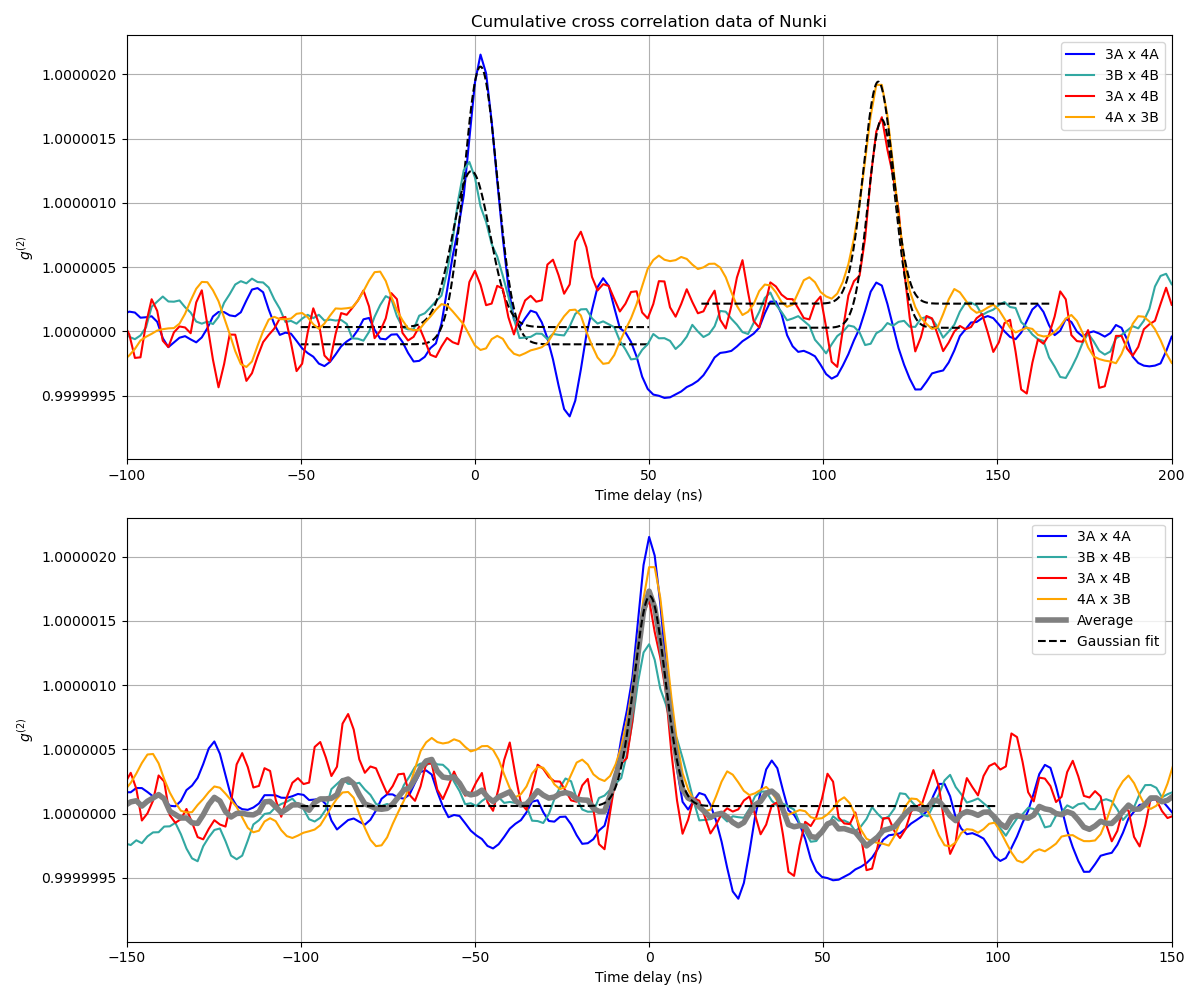 Cumulative cross correlation data of Nunki
1.0000020
1.0000015
1.0000010
1.0000005
1.0000000
0.9999995
g^(2)
3A x 4A
3B x 4B
3A x 4B
4A x 3B
−100 −50 0 50 100 150 200
Time delay (ns)
1.0000020
1.0000015
1.0000010
1.0000005
1.0000000
0.9999995
g^(2)
3A x 4A
3B x 4B
3A x 4B
4A x 3B
Average
Gaussian fit
−150 −100 −50 0 50 100 150
Time delay (ns)